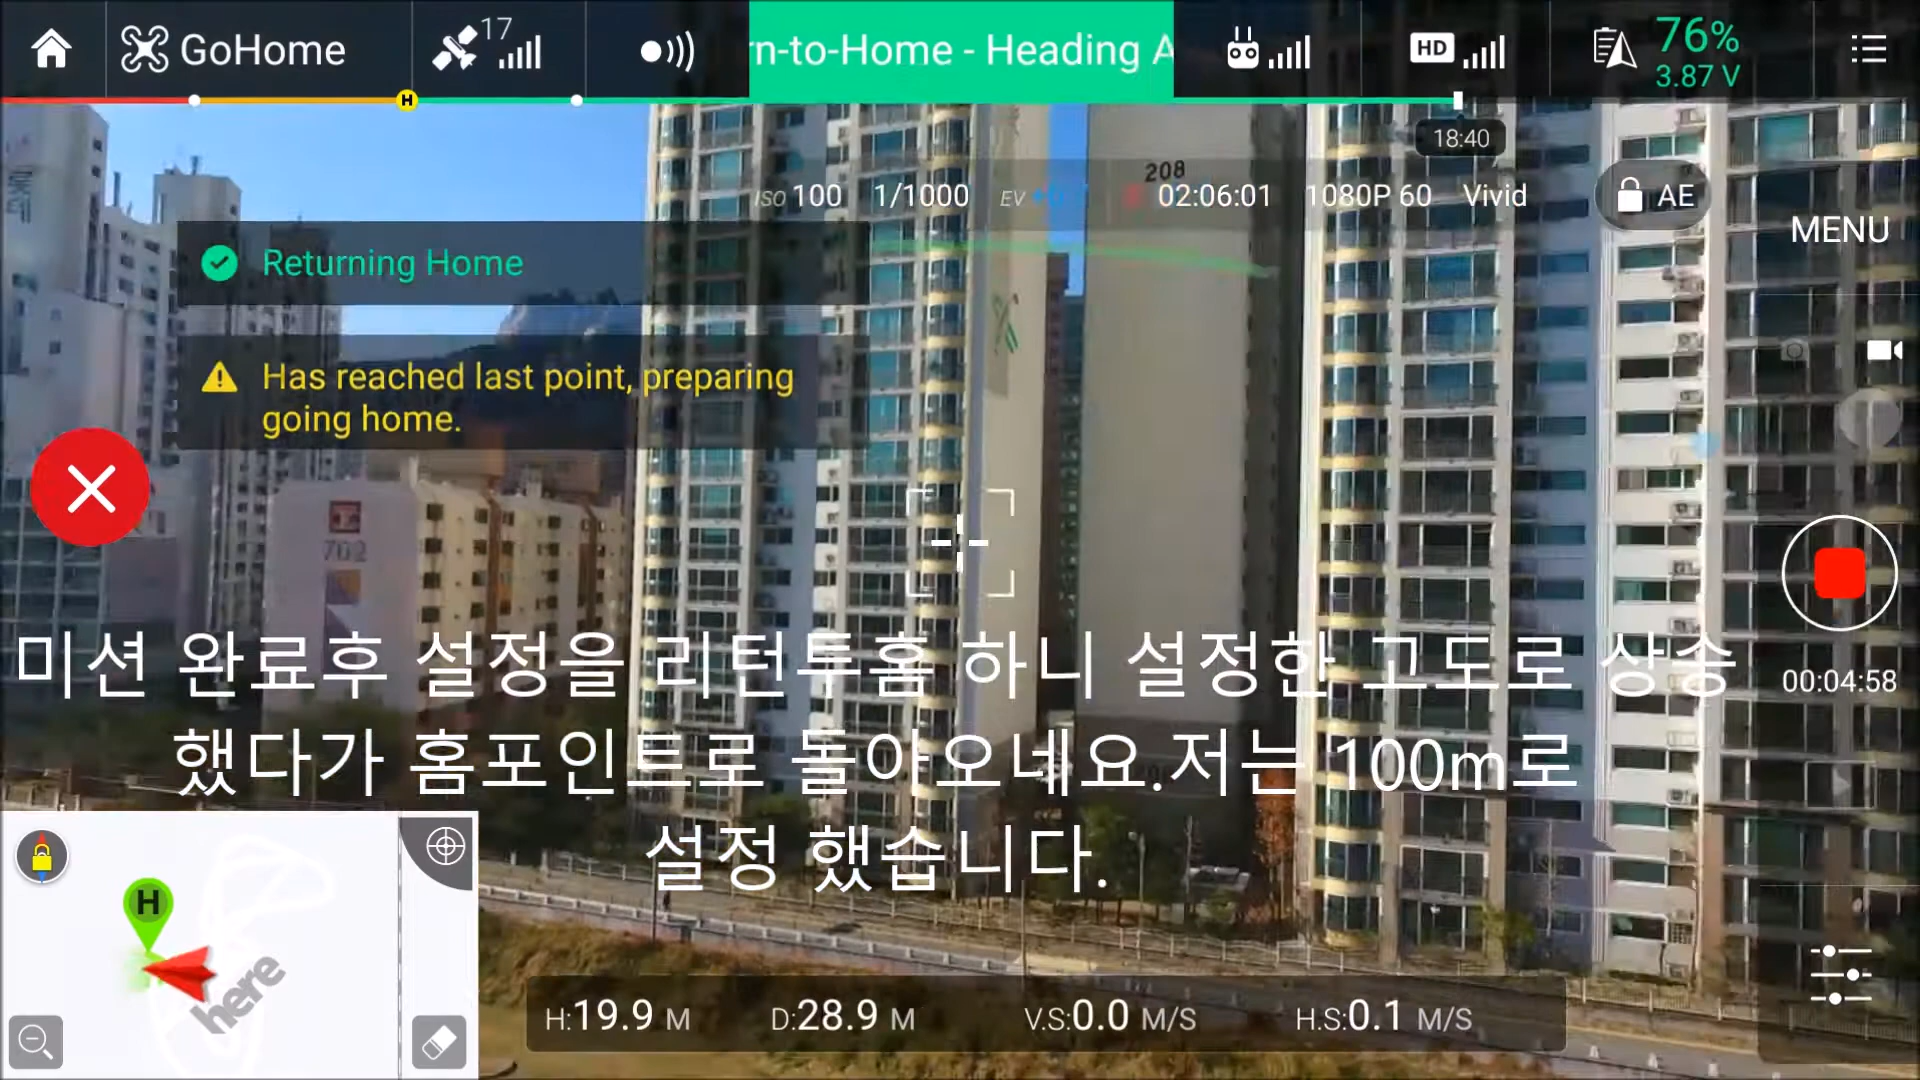 GoHome
17
rn-to-Home - Heading A
HD
76%
3.87 V
18:40
208
ISO 100 1/1000 EV 02:06:01 1080P 60 Vivid AE
MENU
Returning Home
Has reached last point, preparing
going home.
702
미션 완료후 설정을 리턴투홈 하니 설정한 고도로 상승
했다가 홈포인트로 돌아오네요.저는 100m로
설정 했습니다.
00:04:58
H
H
here
H:19.9 M D:28.9 M V.S:0.0 M/S H.S:0.1 M/S